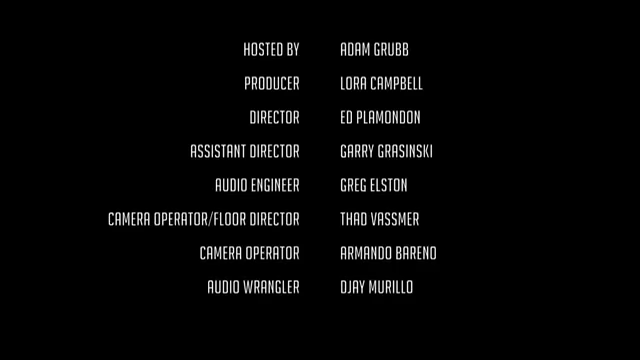 HOSTED BY ADAM GRUBB
PRODUCER LORA CAMPBELL
DIRECTOR ED PLAMONDON
ASSISTANT DIRECTOR GARRY GRASINSKI
AUDIO ENGINEER GREG ELSTON
CAMERA OPERATOR/FLOOR DIRECTOR THAD VASSMER
CAMERA OPERATOR ARMANDO BARENO
AUDIO WRANGLER DJAY MURILLO